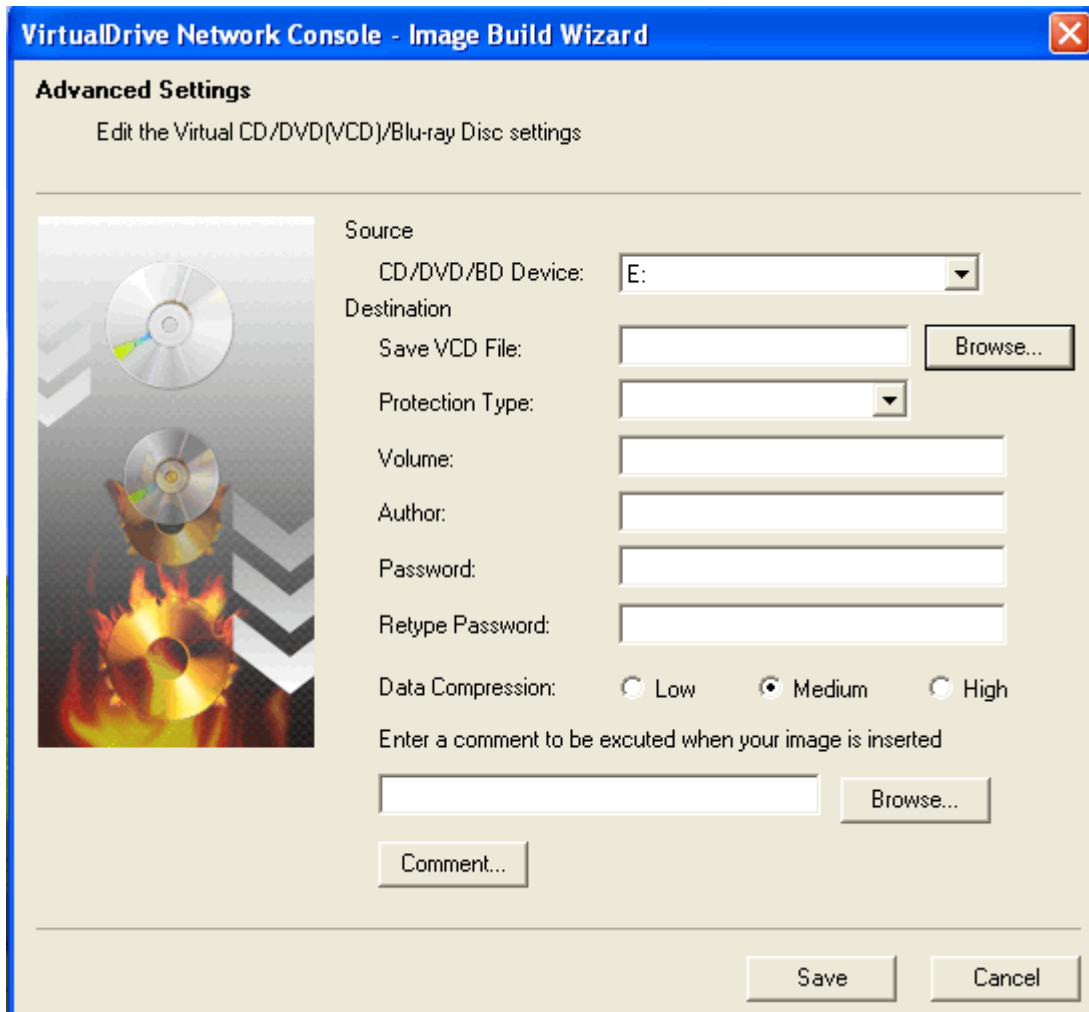 VirtualDrive Network Console - Image Build Wizard
Advanced Settings
Edit the Virtual CD/DVD(VCD)/Blu-ray Disc settings
Source
CD/DVD/BD Device: E:
Destination
Save VCD File: Browse...
Protection Type:
Volume:
Author:
Password:
Retype Password:
Data Compression: Low Medium High
Enter a comment to be excuted when your image is inserted
Browse...
Comment...
Save Cancel